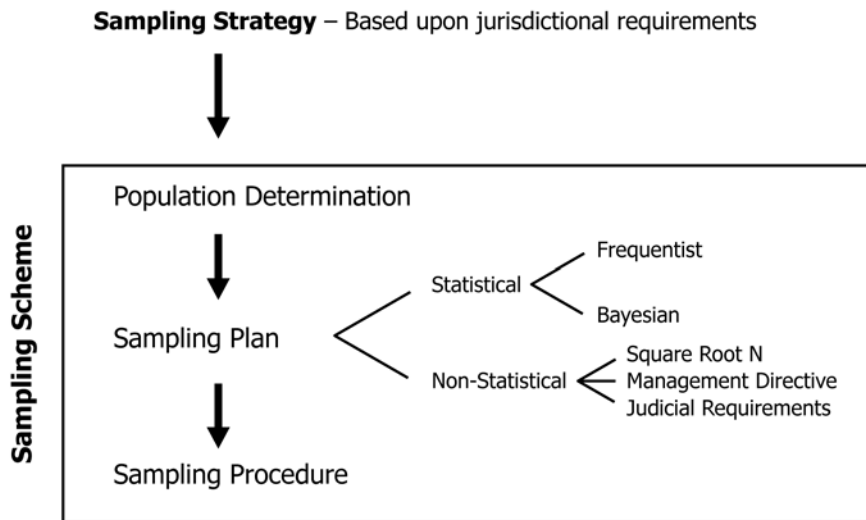 Sampling Strategy – Based upon jurisdictional requirements
Sampling Scheme
Population Determination
Sampling Plan
Statistical
Frequentist
Bayesian
Non-Statistical
Square Root N
Management Directive
Judicial Requirements
Sampling Procedure